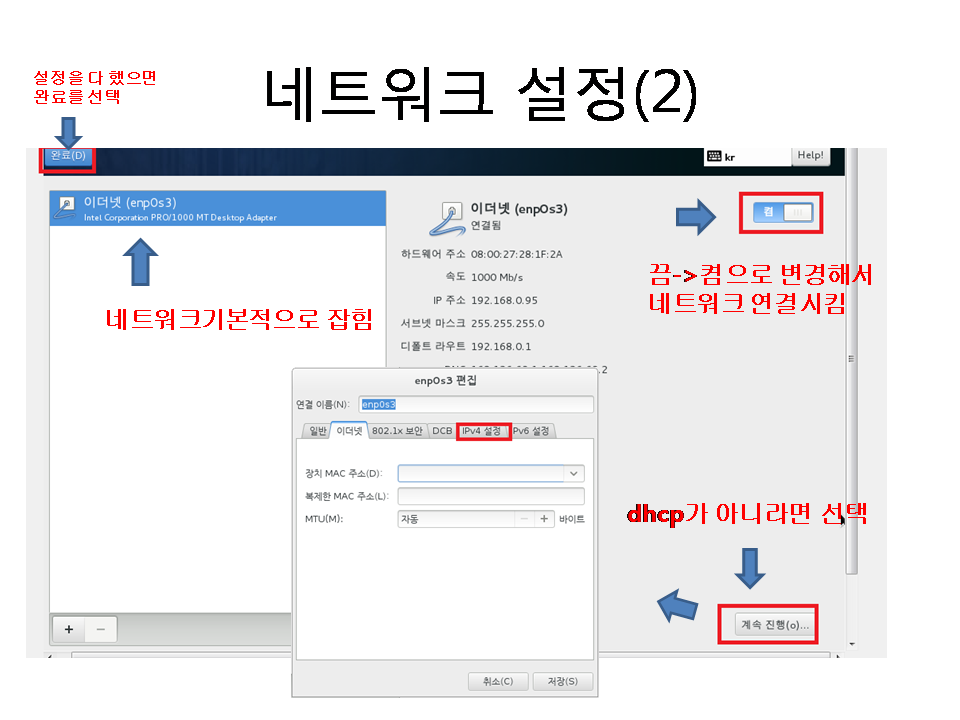 설정을 다 했으면
완료를 선택
네트워크 설정(2)
완료(D)
kr
Help!
이더넷 (enp0s3)
Intel Corporation PRO/1000 MT Desktop Adapter
이더넷 (enp0s3)
연결됨
켬
하드웨어 주소 08:00:27:28:1F:2A
속도 1000 Mb/s
IP 주소 192.168.0.95
서브넷 마스크 255.255.255.0
디폴트 라우트 192.168.0.1
끔->켬으로 변경해서
네트워크 연결시킴
네트워크기본적으로 잡힘
enp0s3 편집
연결 이름(N): enp0s3
일반 이더넷 802.1x 보안 DCB IPv4 설정 IPv6 설정
장치 MAC 주소(D):
복제한 MAC 주소(L):
MTU(M): 자동 − + 바이트
dhcp가 아니라면 선택
+ −
계속 진행(o)...
취소(C) 저장(S)